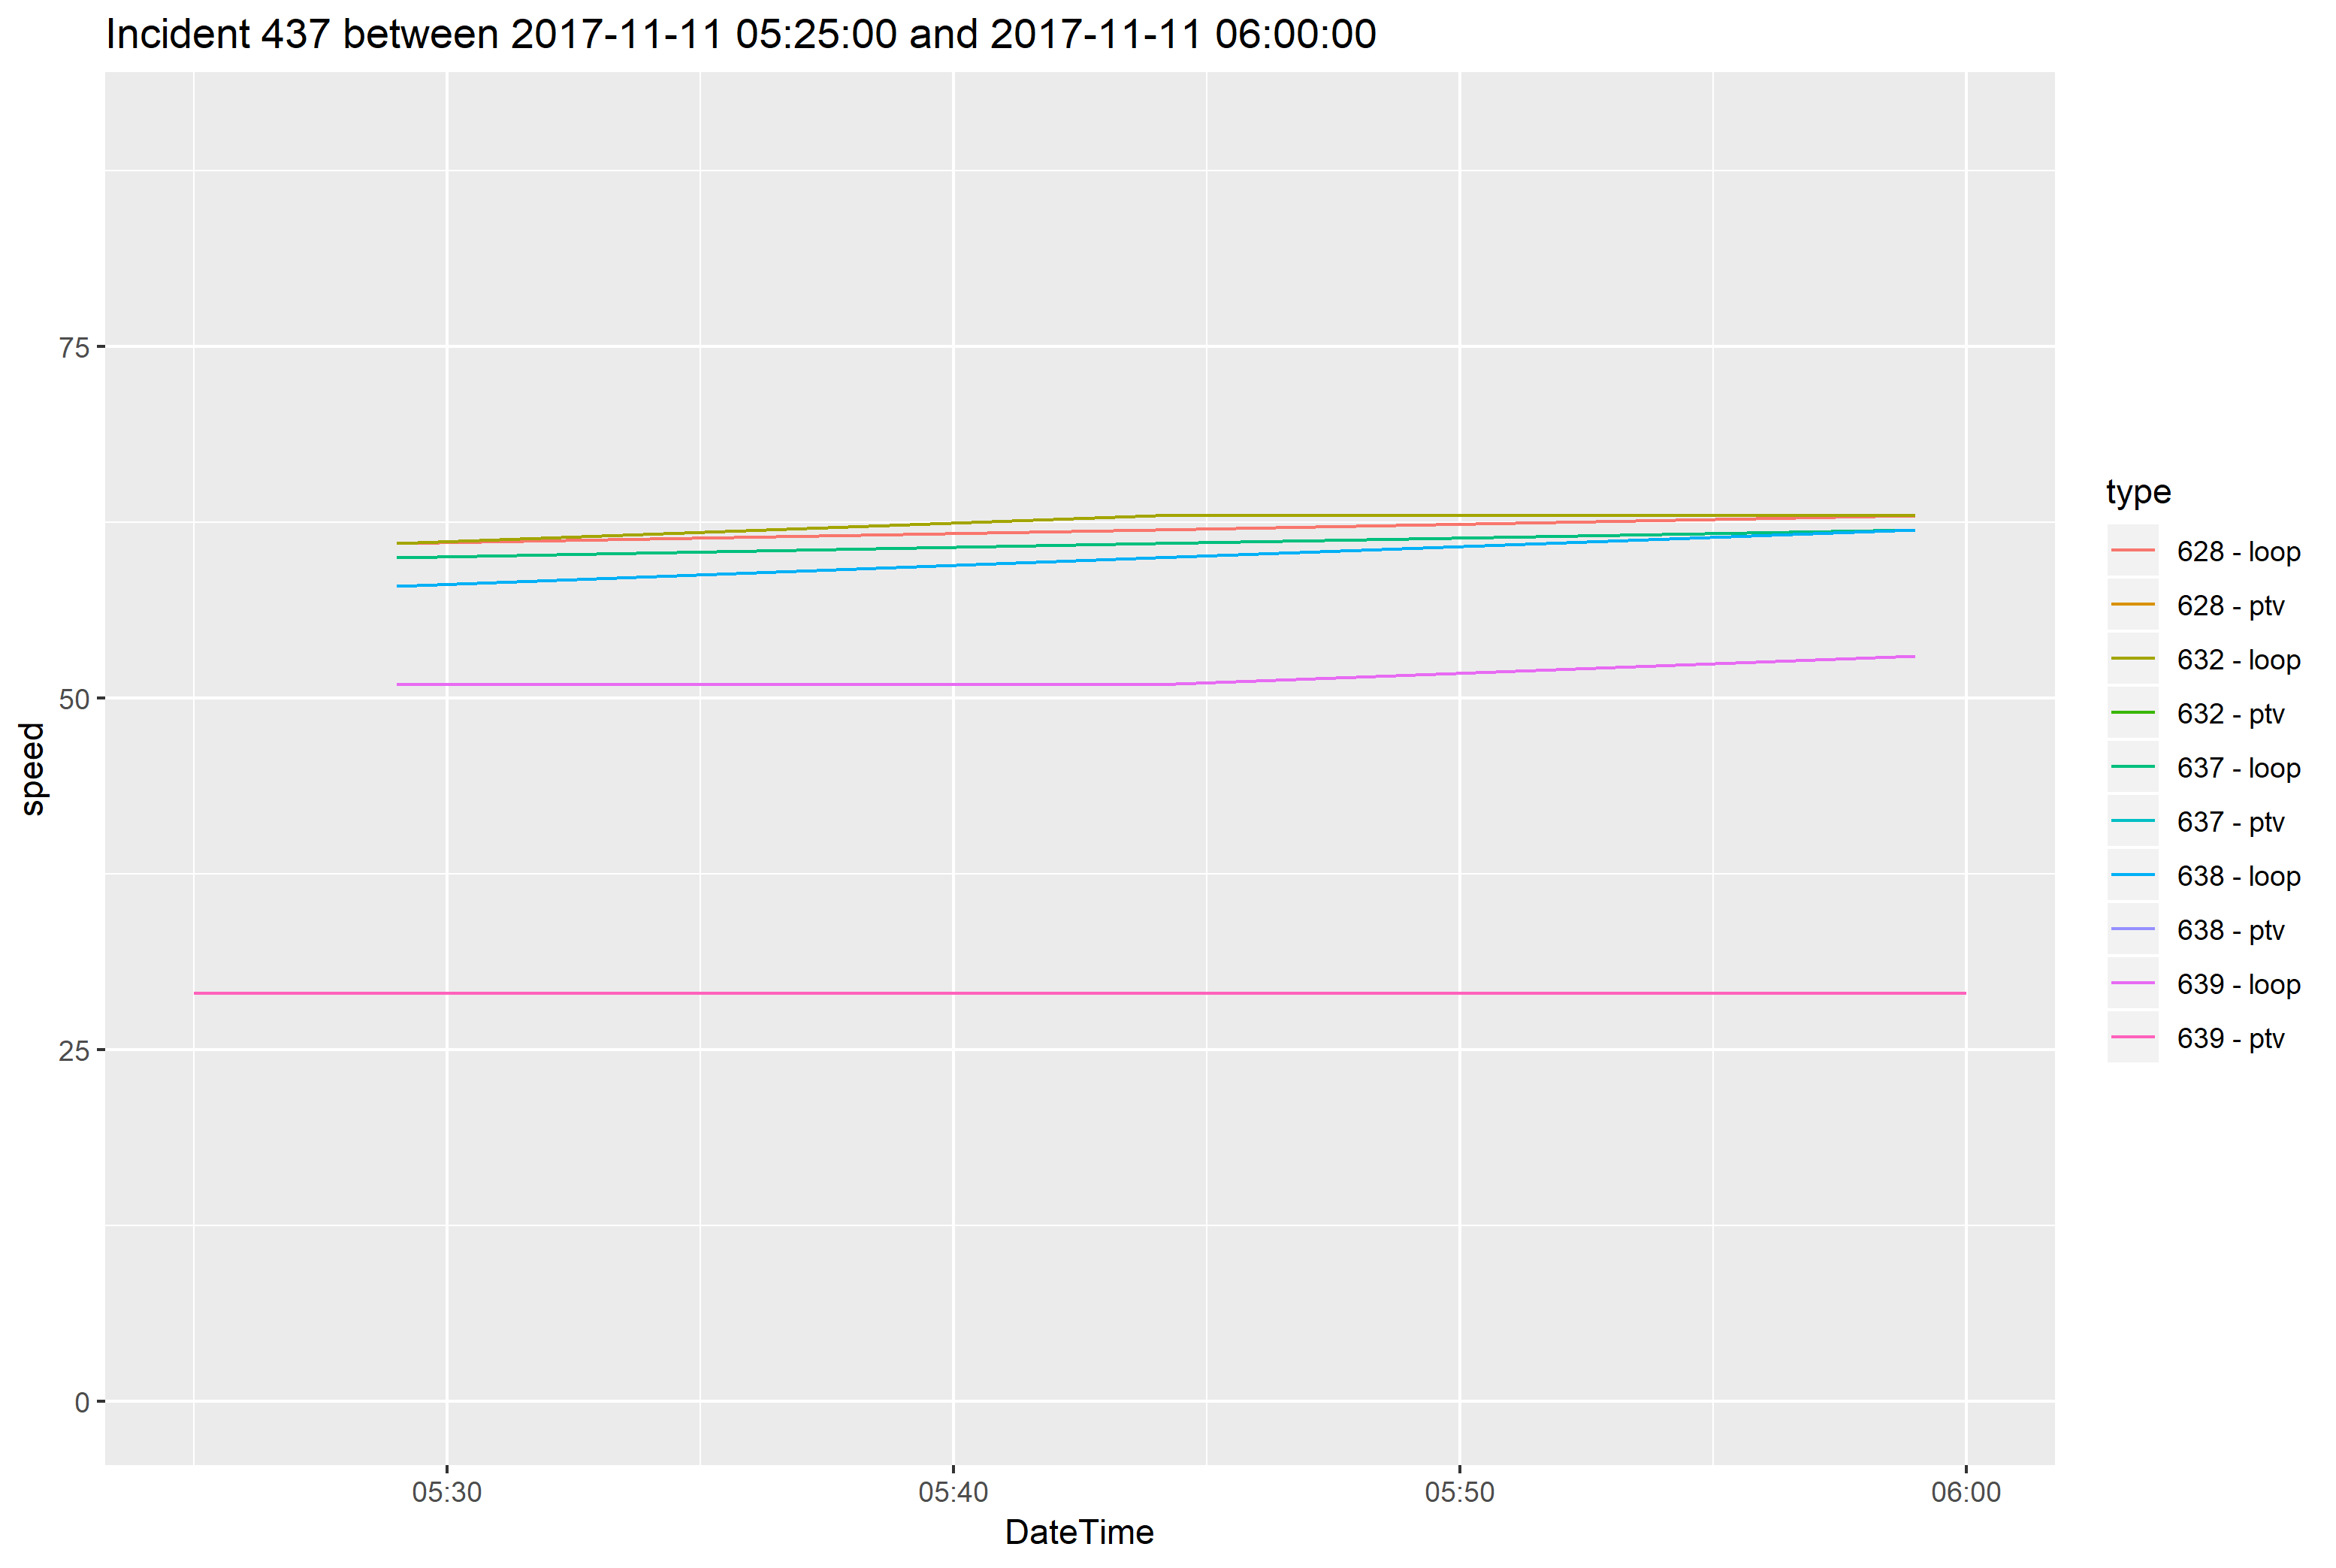 Incident 437 between 2017-11-11 05:25:00 and 2017-11-11 06:00:00
75
50
25
0
speed
05:30
05:40
05:50
06:00
DateTime
type
628 - loop
628 - ptv
632 - loop
632 - ptv
637 - loop
637 - ptv
638 - loop
638 - ptv
639 - loop
639 - ptv